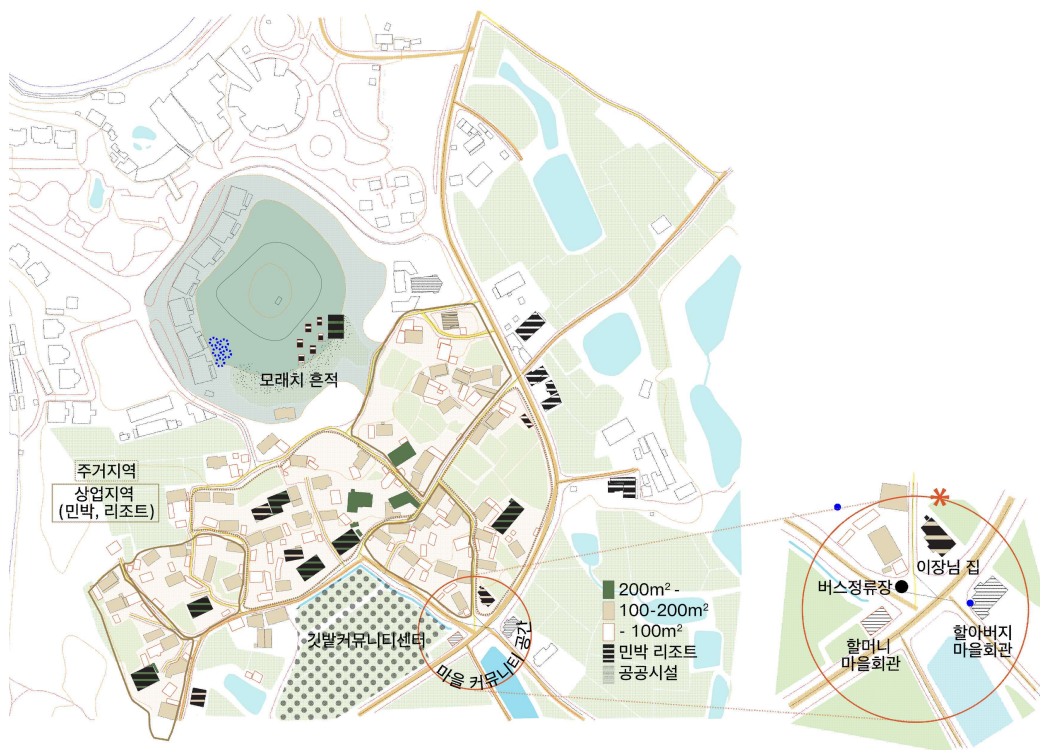 모래치 흔적
주거지역
상업지역
(민박, 리조트)
깃발커뮤니티센터
마을 커뮤니티 공간
200m² -
100-200m²
- 100m²
민박 리조트
공공시설
*
이장님 집
버스정류장
할머니
마을회관
할아버지
마을회관